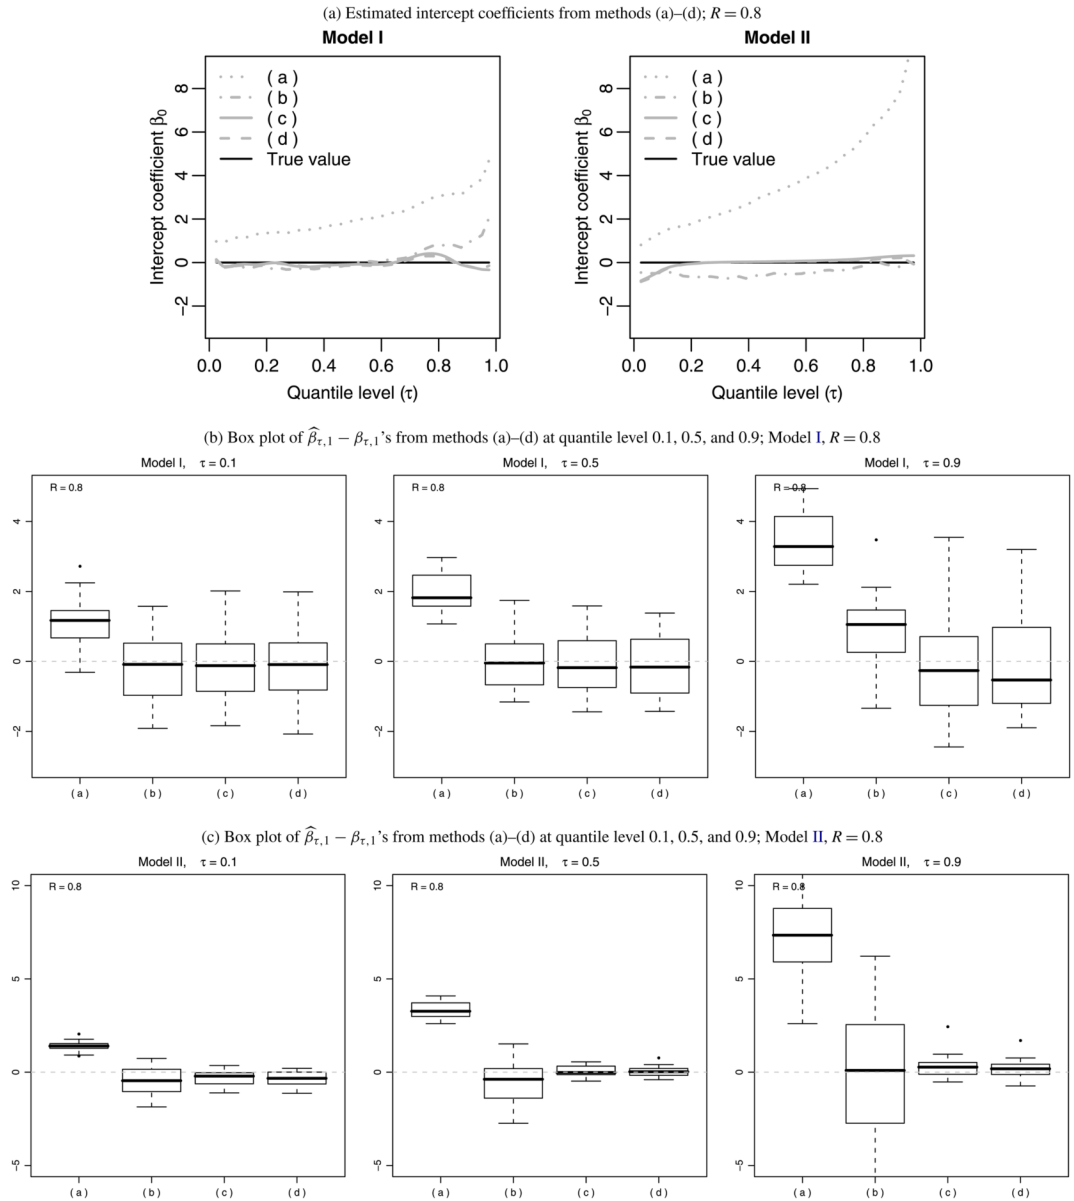 (a) Estimated intercept coefficients from methods (a)–(d); R = 0.8
Model I
Model II
( a )
( b )
( c )
( d )
True value
Intercept coefficient β0
8
6
4
2
0
−2
0.0 0.2 0.4 0.6 0.8 1.0
Quantile level (τ)
( a )
( b )
( c )
( d )
True value
Intercept coefficient β0
8
6
4
2
0
−2
0.0 0.2 0.4 0.6 0.8 1.0
Quantile level (τ)
(b) Box plot of β̂τ,1 − βτ,1's from methods (a)–(d) at quantile level 0.1, 0.5, and 0.9; Model I, R = 0.8
Model I, τ = 0.1
R = 0.8
4
2
0
−2
( a ) ( b ) ( c ) ( d )
Model I, τ = 0.5
R = 0.8
4
2
0
−2
( a ) ( b ) ( c ) ( d )
Model I, τ = 0.9
R = 0.8
4
2
0
−2
( a ) ( b ) ( c ) ( d )
(c) Box plot of β̂τ,1 − βτ,1's from methods (a)–(d) at quantile level 0.1, 0.5, and 0.9; Model II, R = 0.8
Model II, τ = 0.1
R = 0.8
10
5
0
−5
( a ) ( b ) ( c ) ( d )
Model II, τ = 0.5
R = 0.8
10
5
0
−5
( a ) ( b ) ( c ) ( d )
Model II, τ = 0.9
R = 0.8
10
5
0
−5
( a ) ( b ) ( c ) ( d )